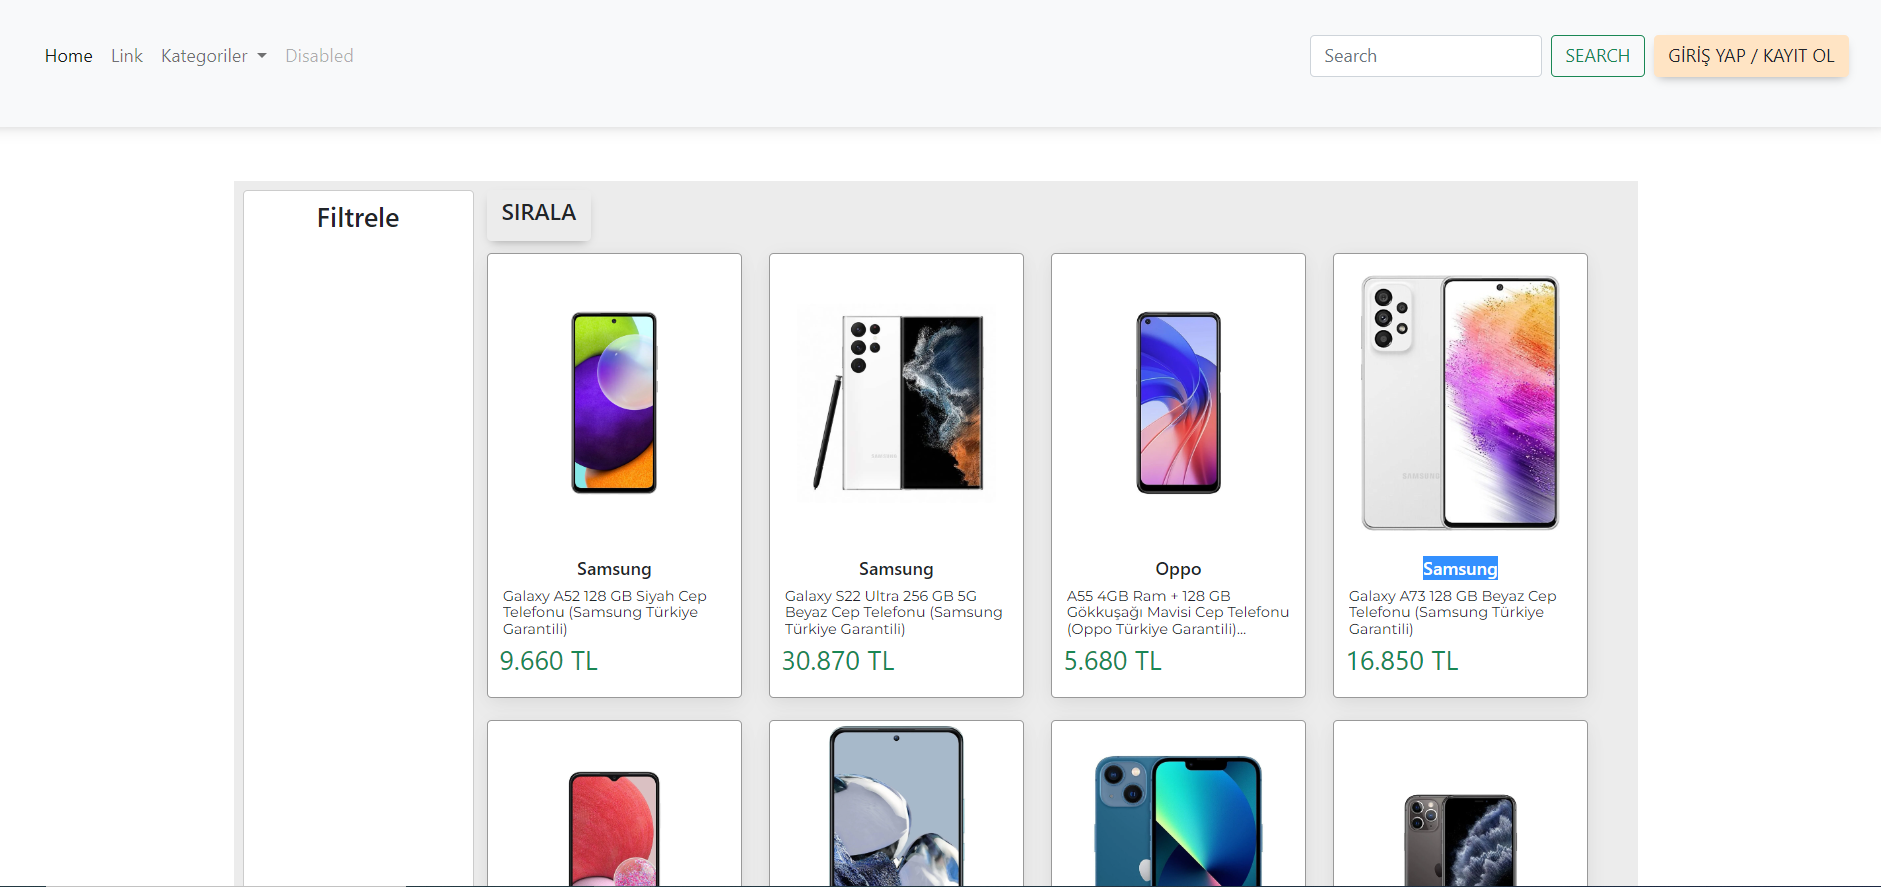 Home Link Kategoriler Disabled Search SEARCH GİRİŞ YAP / KAYIT OL
Filtrele
SIRALA
SAMSUNG
SAMSUNG
Samsung
Galaxy A52 128 GB Siyah Cep
Telefonu (Samsung Türkiye
Garantili)
9.660 TL
Samsung
Galaxy S22 Ultra 256 GB 5G
Beyaz Cep Telefonu (Samsung
Türkiye Garantili)
30.870 TL
Oppo
A55 4GB Ram + 128 GB
Gökkuşağı Mavisi Cep Telefonu
(Oppo Türkiye Garantili)...
5.680 TL
Samsung
Galaxy A73 128 GB Beyaz Cep
Telefonu (Samsung Türkiye
Garantili)
16.850 TL